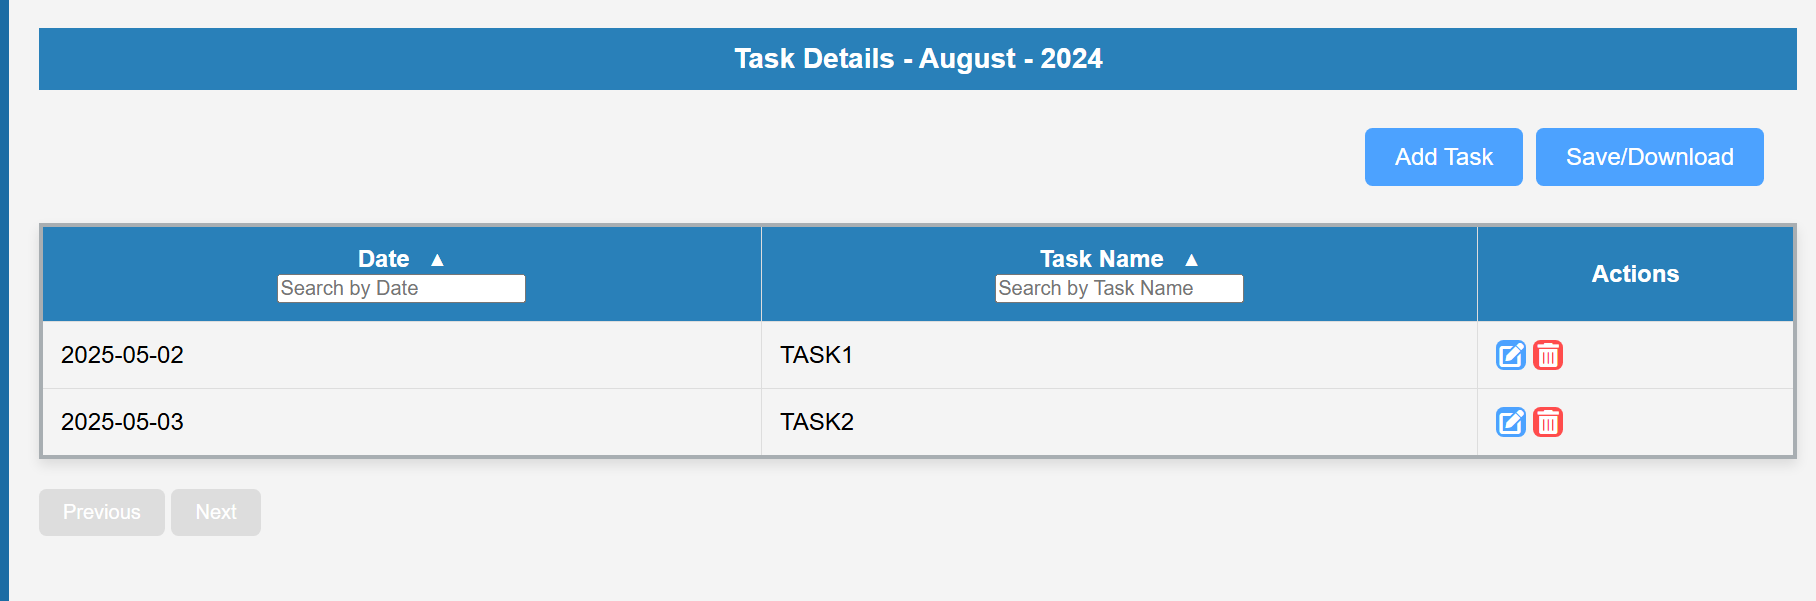 Task Details - August - 2024
Add Task Save/Download
Date ▲ Task Name ▲ Actions
Search by Date Search by Task Name
2025-05-02 TASK1
2025-05-03 TASK2
Previous Next